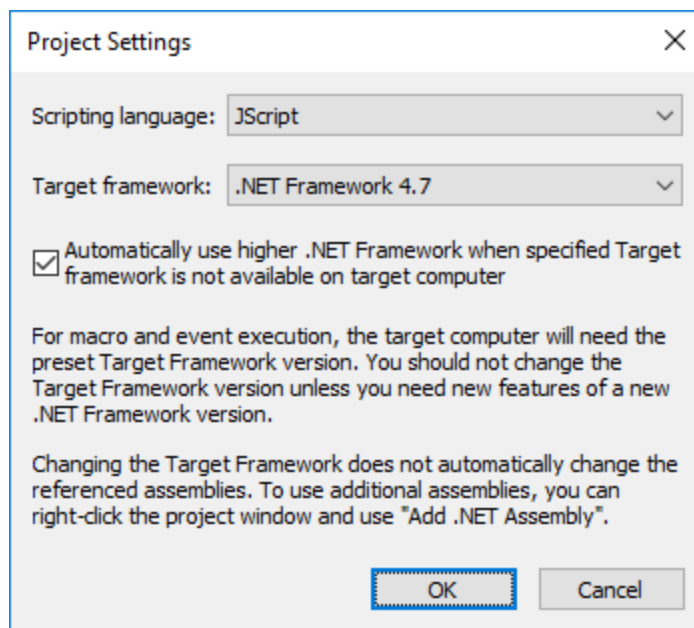 Project Settings
Scripting language: JScript
Target framework: .NET Framework 4.7
Automatically use higher .NET Framework when specified Target
framework is not available on target computer
For macro and event execution, the target computer will need the
preset Target Framework version. You should not change the
Target Framework version unless you need new features of a new
.NET Framework version.
Changing the Target Framework does not automatically change the
referenced assemblies. To use additional assemblies, you can
right-click the project window and use "Add .NET Assembly".
OK Cancel